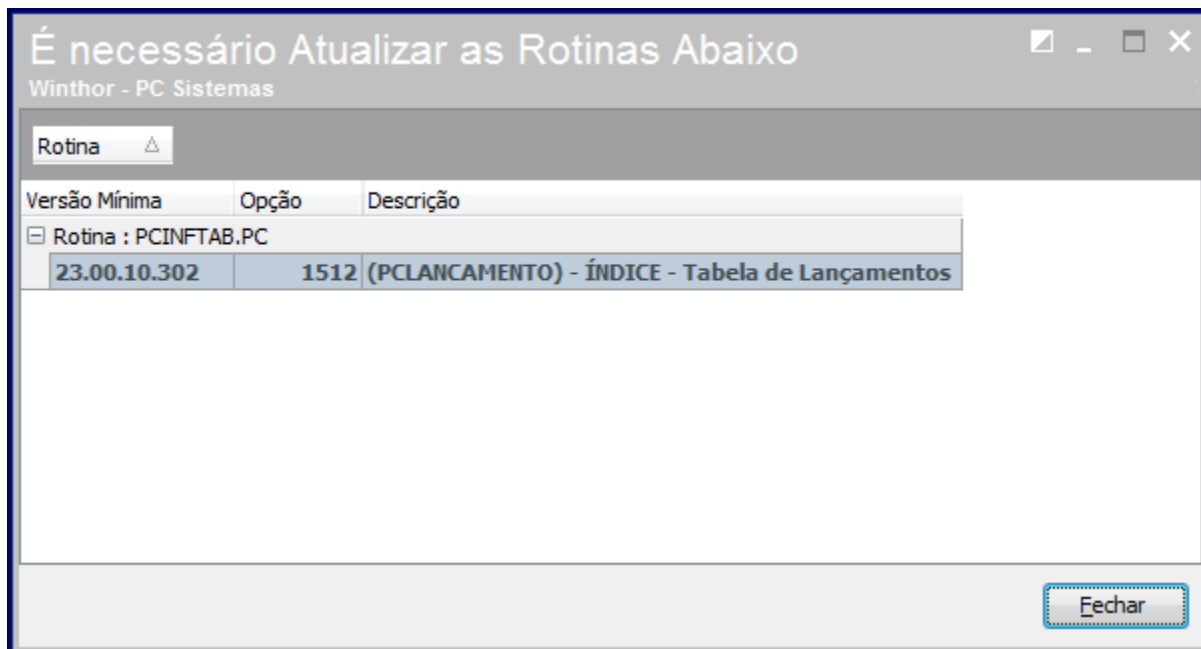 É necessário Atualizar as Rotinas Abaixo
Winthor - PC Sistemas
Rotina
Versão Mínima Opção Descrição
Rotina : PCINFTAB.PC
23.00.10.302 1512 (PCLANCAMENTO) - ÍNDICE - Tabela de Lançamentos
Fechar